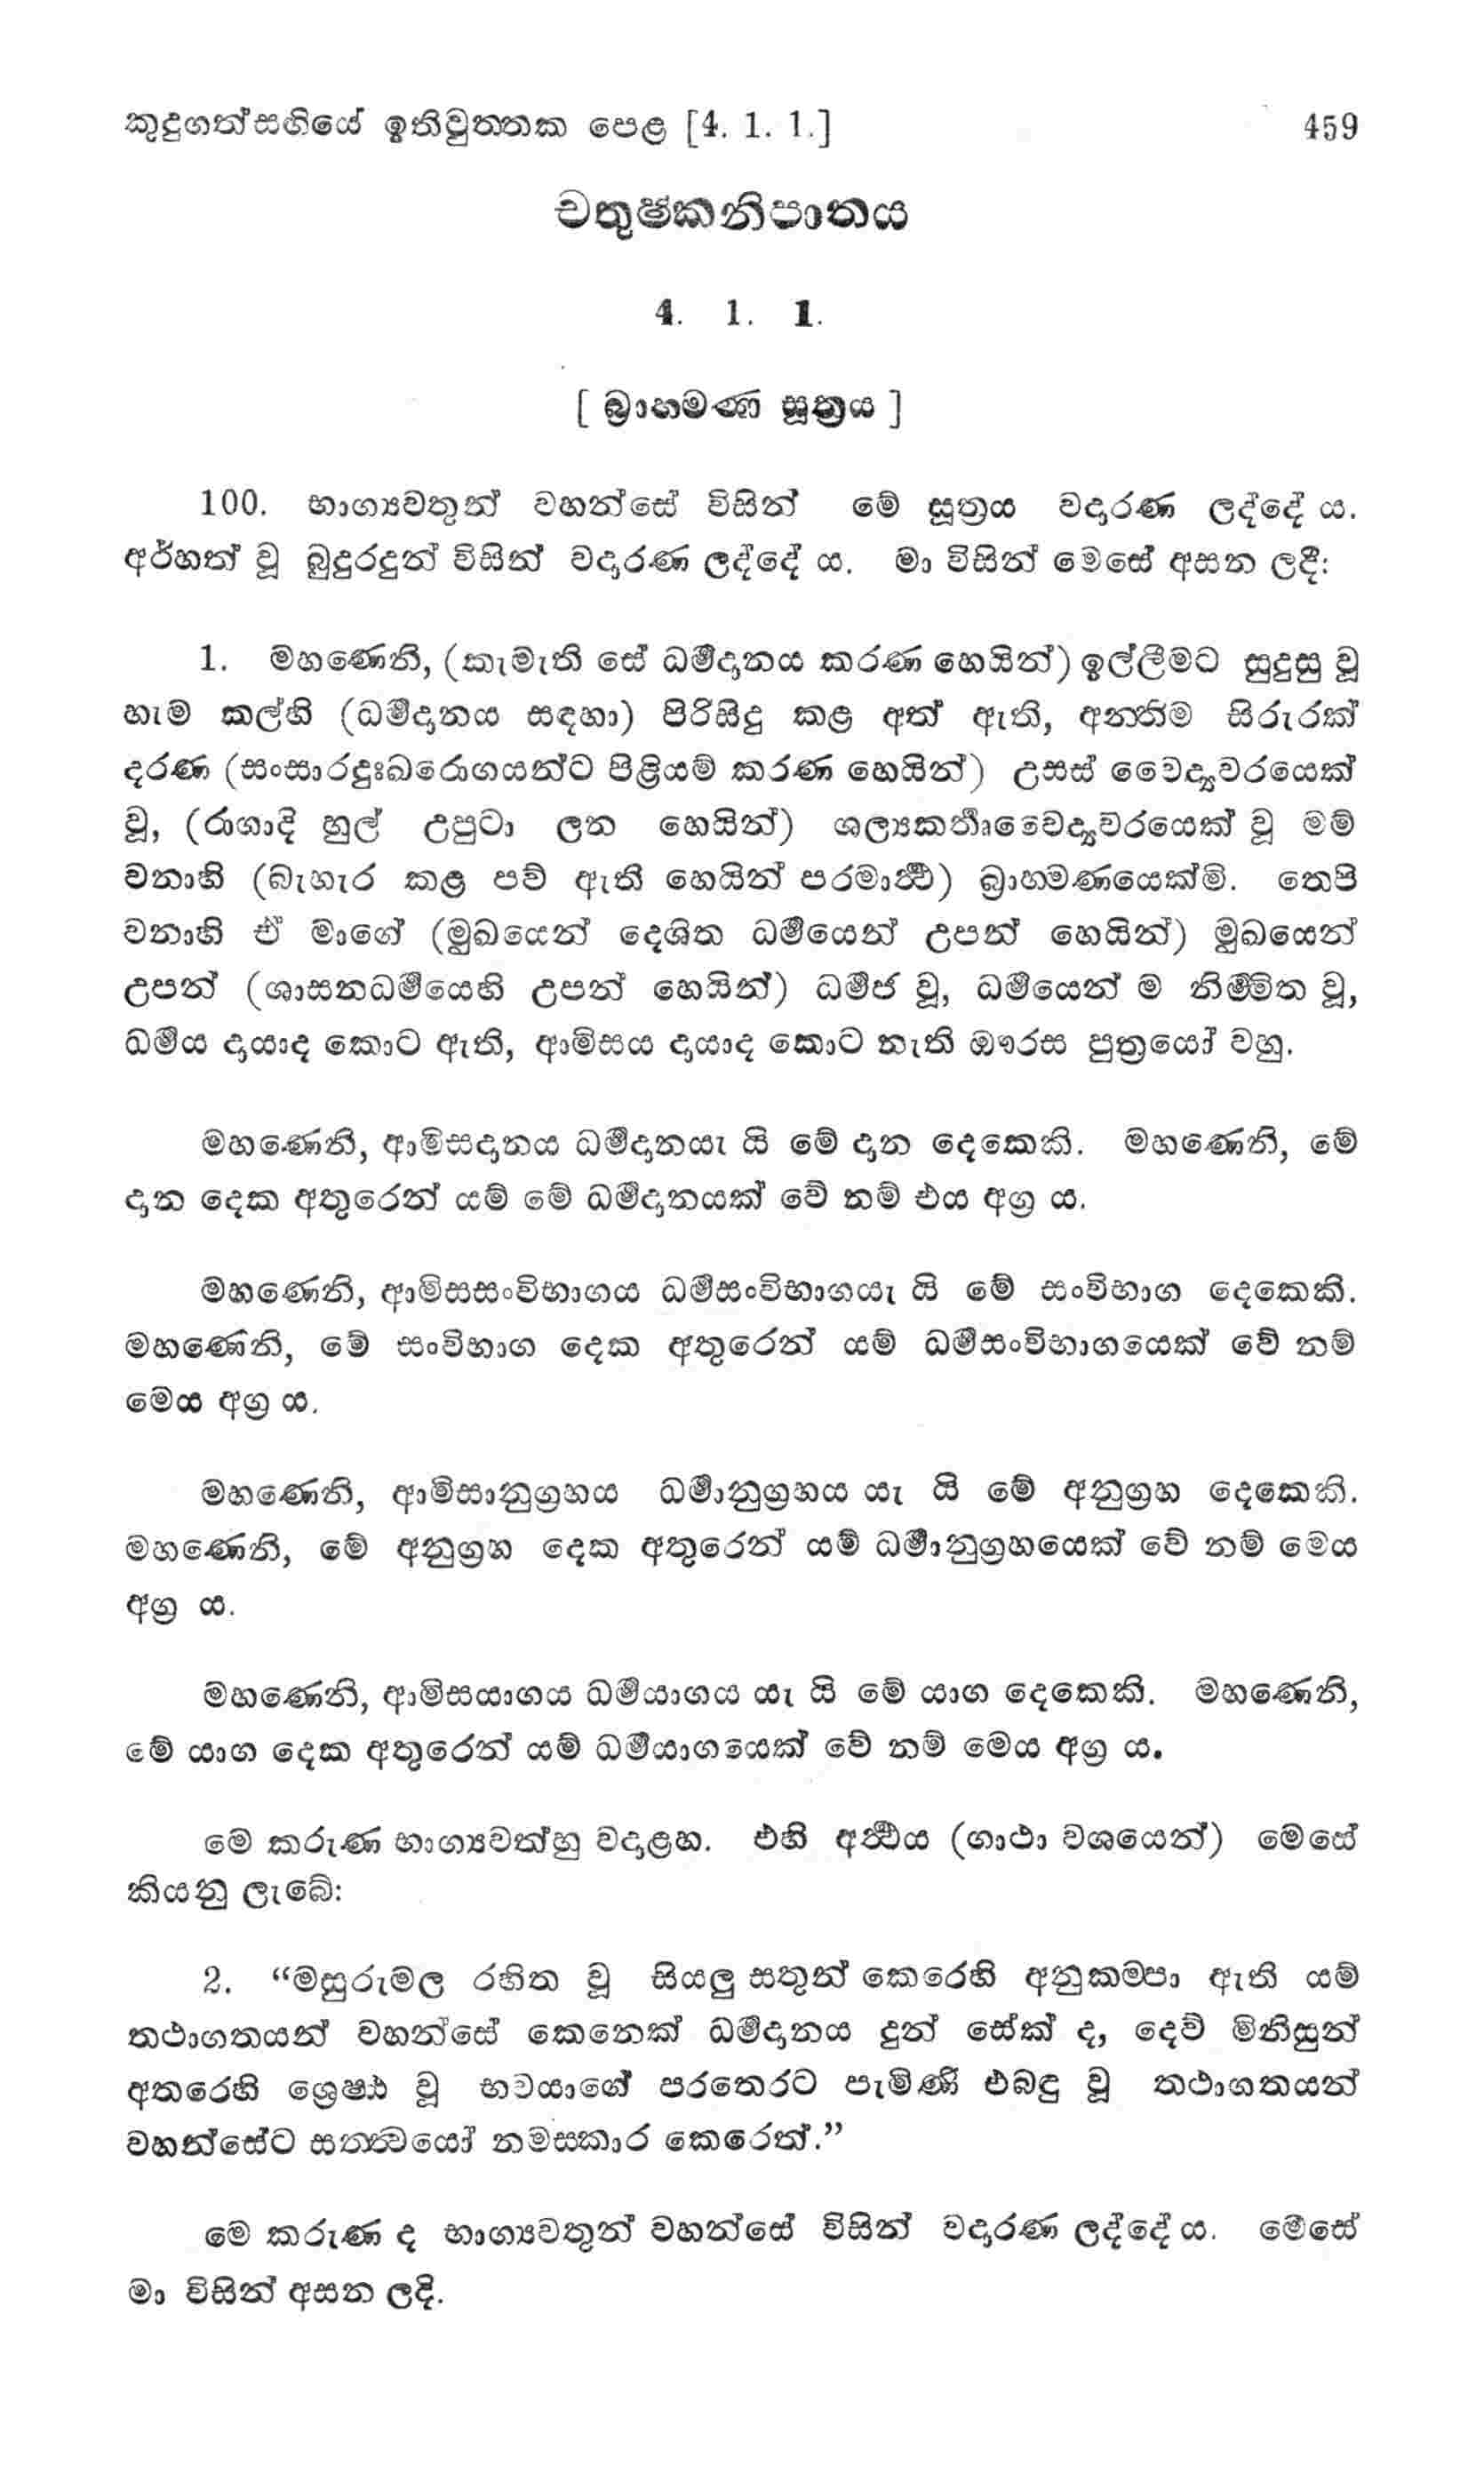 කුදුගත්සඟියේ ඉතිවුත්තක පෙළ [4. 1. 1.] 459
චතුෂ්කනිපාතය
4. 1. 1.
[ බ්‍රාහ්මණ සූත්‍රය ]
100. භාග්‍යවතුන් වහන්සේ විසින් මේ සූත්‍රය වදාරණ ලද්දේ ය.
අර්හත් වූ බුදුරදුන් විසින් වදාරණ ලද්දේ ය. මා විසින් මෙසේ අසන ලදී:
1. මහණෙනි, (කැමැති සේ ධර්‍මදානය කරණ හෙයින්) ඉල්ලීමට සුදුසු වූ
හැම කල්හි (ධර්‍මදානය සඳහා) පිරිසිදු කළ අත් ඇති, අන්තිම සිරුරක්
දරණ (සංසාරදුඃඛරොගයන්ට පිළියම් කරණ හෙයින්) උසස් වෛද්‍යවරයෙක්
වූ, (රාගාදි හුල් උපුටා ලන හෙයින්) ශල්‍යකර්තෘවෛද්‍යවරයෙක් වූ මම්
වනාහි (බැහැර කළ පව් ඇති හෙයින් පරමාර්ථ) බ්‍රාහ්මණයෙක්මි. තෙපි
වනාහි ඒ මාගේ (මුඛයෙන් දෙශිත ධර්‍මයෙන් උපන් හෙයින්) මුඛයෙන්
උපන් (ශාසනධර්‍මයෙහි උපන් හෙයින්) ධර්‍මජ වූ, ධර්‍මයෙන් ම නිර්‍මිත වූ,
ධර්‍මය දායාද කොට ඇති, ආමිසය දායාද කොට නැති ඖරස පුත්‍රයෝ වහු.
මහණෙනි, ආමිසදානය ධර්‍මදානයැ යි මේ දාන දෙකෙකි. මහණෙනි, මේ
දාන දෙක අතුරෙන් යම් මේ ධර්‍මදානයක් වේ නම් එය අග්‍ර ය.
මහණෙනි, ආමිසසංවිභාගය ධර්‍මසංවිභාගයැ යි මේ සංවිභාග දෙකෙකි.
මහණෙනි, මේ සංවිභාග දෙක අතුරෙන් යම් ධර්‍මසංවිභාගයෙක් වේ නම්
මෙය අග්‍ර ය.
මහණෙනි, ආමිසානුග්‍රහය ධර්‍මානුග්‍රහය යැ යි මේ අනුග්‍රහ දෙකෙකි.
මහණෙනි, මේ අනුග්‍රහ දෙක අතුරෙන් යම් ධර්‍මානුග්‍රහයෙක් වේ නම් මෙය
අග්‍ර ය.
මහණෙනි, ආමිසයාගය ධර්‍මයාගය යැ යි මේ යාග දෙකෙකි. මහණෙනි,
මේ යාග දෙක අතුරෙන් යම් ධර්‍මයාගයෙක් වේ නම් මෙය අග්‍ර ය.
මෙ කරුණ භාග්‍යවත්හු වදාළහ. එහි අර්ථය (ගාථා වශයෙන්) මෙසේ
කියනු ලැබේ:
2. “මසුරුමල රහිත වූ සියලු සතුන් කෙරෙහි අනුකම්පා ඇති යම්
තථාගතයන් වහන්සේ කෙනෙක් ධර්‍මදානය දුන් සේක් ද, දෙව් මිනිසුන්
අතරෙහි ශ්‍රෙෂ්ඨ වූ භවයාගේ පරතෙරට පැමිණි එබඳු වූ තථාගතයන්
වහන්සේට සත්ත්‍වයෝ නමස්කාර කෙරෙත්.”
මෙ කරුණ ද භාග්‍යවතුන් වහන්සේ විසින් වදාරණ ලද්දේ ය. මෙසේ
මා විසින් අසන ලදි.